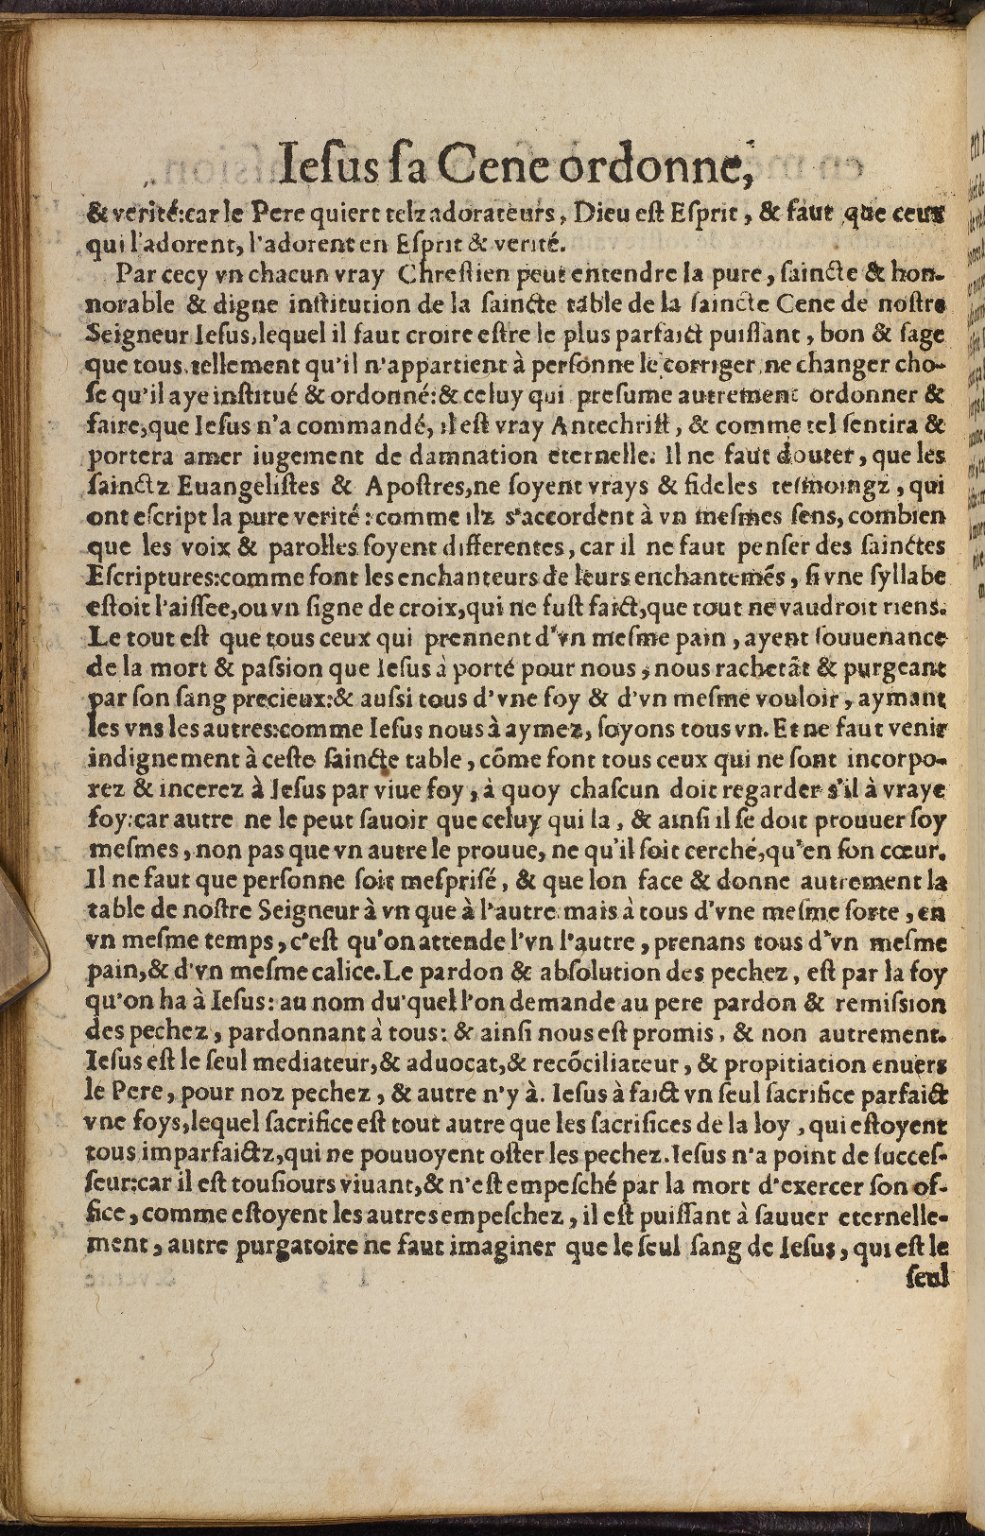 Iesus sa Cene ordonne,
& verité: car le Pere quiert telz adorateurs, Dieu est Esprit, & faut que ceux
qui l'adorent, l'adorent en Esprit & verité.
Par cecy vn chacun vray Chrestien peut entendre la pure, saincte & hon-
norable & digne institution de la saincte table de la saincte Cene de nostre
Seigneur Iesus, lequel il faut croire estre le plus parfaict puissant, bon & sage
que tous, tellement qu'il n'appartient à personne le corriger ne changer cho-
se qu'il aye institué & ordonné: & celuy qui presume autrement ordonner &
faire, que Iesus n'a commandé, il est vray Antechrist, & comme tel sentira &
portera amer iugement de damnation eternelle. Il ne faut douter, que les
sainctz Euangelistes & Apostres, ne soyent vrays & fideles tesmoingz, qui
ont escript la pure verité: comme ilz s'accordent à vn mesmes sens, combien
que les voix & parolles soyent differentes, car il ne faut penser des sainctes
Escriptures: comme font les enchanteurs de leurs enchantemẽs, si vne syllabe
estoit l'aissee, ou vn signe de croix, qui ne fust faict, que tout ne vaudroit riens.
Le tout est que tous ceux qui prennent d'vn mesme pain, ayent souuenance
de la mort & passion que Iesus à porté pour nous, nous rachetãt & purgeant
par son sang precieux: & aussi tous d'vne foy & d'vn mesme vouloir, aymant
les vns les autres: comme Iesus nous à aymez, soyons tous vn. Et ne faut venir
indignement à ceste saincte table, cõme font tous ceux qui ne sont incorpo-
rez & incerez à Iesus par viue foy, à quoy chascun doit regarder s'il à vraye
foy: car autre ne le peut sauoir que celuy qui la, & ainsi il se doit prouuer soy
mesmes, non pas que vn autre le prouue, ne qu'il soit cerché, qu'en son cœur.
Il ne faut que personne soit mesprisé, & que lon face & donne autrement la
table de nostre Seigneur à vn que à l'autre mais à tous d'vne mesme sorte, en
vn mesme temps, c'est qu'on attende l'vn l'autre, prenans tous d'vn mesme
pain, & d'vn mesme calice. Le pardon & absolution des pechez, est par la foy
qu'on ha à Iesus: au nom du'quel l'on demande au pere pardon & remission
des pechez, pardonnant à tous: & ainsi nous est promis, & non autrement.
Iesus est le seul mediateur, & aduocat, & recõciliateur, & propitiation enuers
le Pere, pour noz pechez, & autre n'y à. Iesus à faict vn seul sacrifice parfaict
vne foys, lequel sacrifice est tout autre que les sacrifices de la loy, qui estoyent
tous imparfaictz, qui ne pouuoyent oster les pechez. Iesus n'a point de succes-
seur: car il est tousiours viuant, & n'est empesché par la mort d'exercer son of-
fice, comme estoyent les autres empeschez, il est puissant à sauuer eternelle-
ment, autre purgatoire ne faut imaginer que le seul sang de Iesus, qui est le
seul